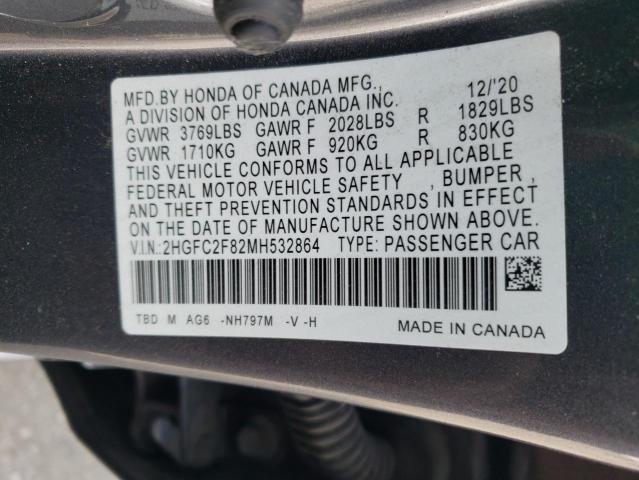 MFD.BY HONDA OF CANADA MFG., 12/'20
A DIVISION OF HONDA CANADA INC.
GVWR 3769LBS GAWR F 2028LBS R 1829LBS
GVWR 1710KG GAWR F 920KG R 830KG
THIS VEHICLE CONFORMS TO ALL APPLICABLE
FEDERAL MOTOR VEHICLE SAFETY , BUMPER ,
AND THEFT PREVENTION STANDARDS IN EFFECT
ON THE DATE OF MANUFACTURE SHOWN ABOVE.
V.I.N.:2HGFC2F82MH532864 TYPE: PASSENGER CAR
TBD M AG6 -NH797M -V -H MADE IN CANADA